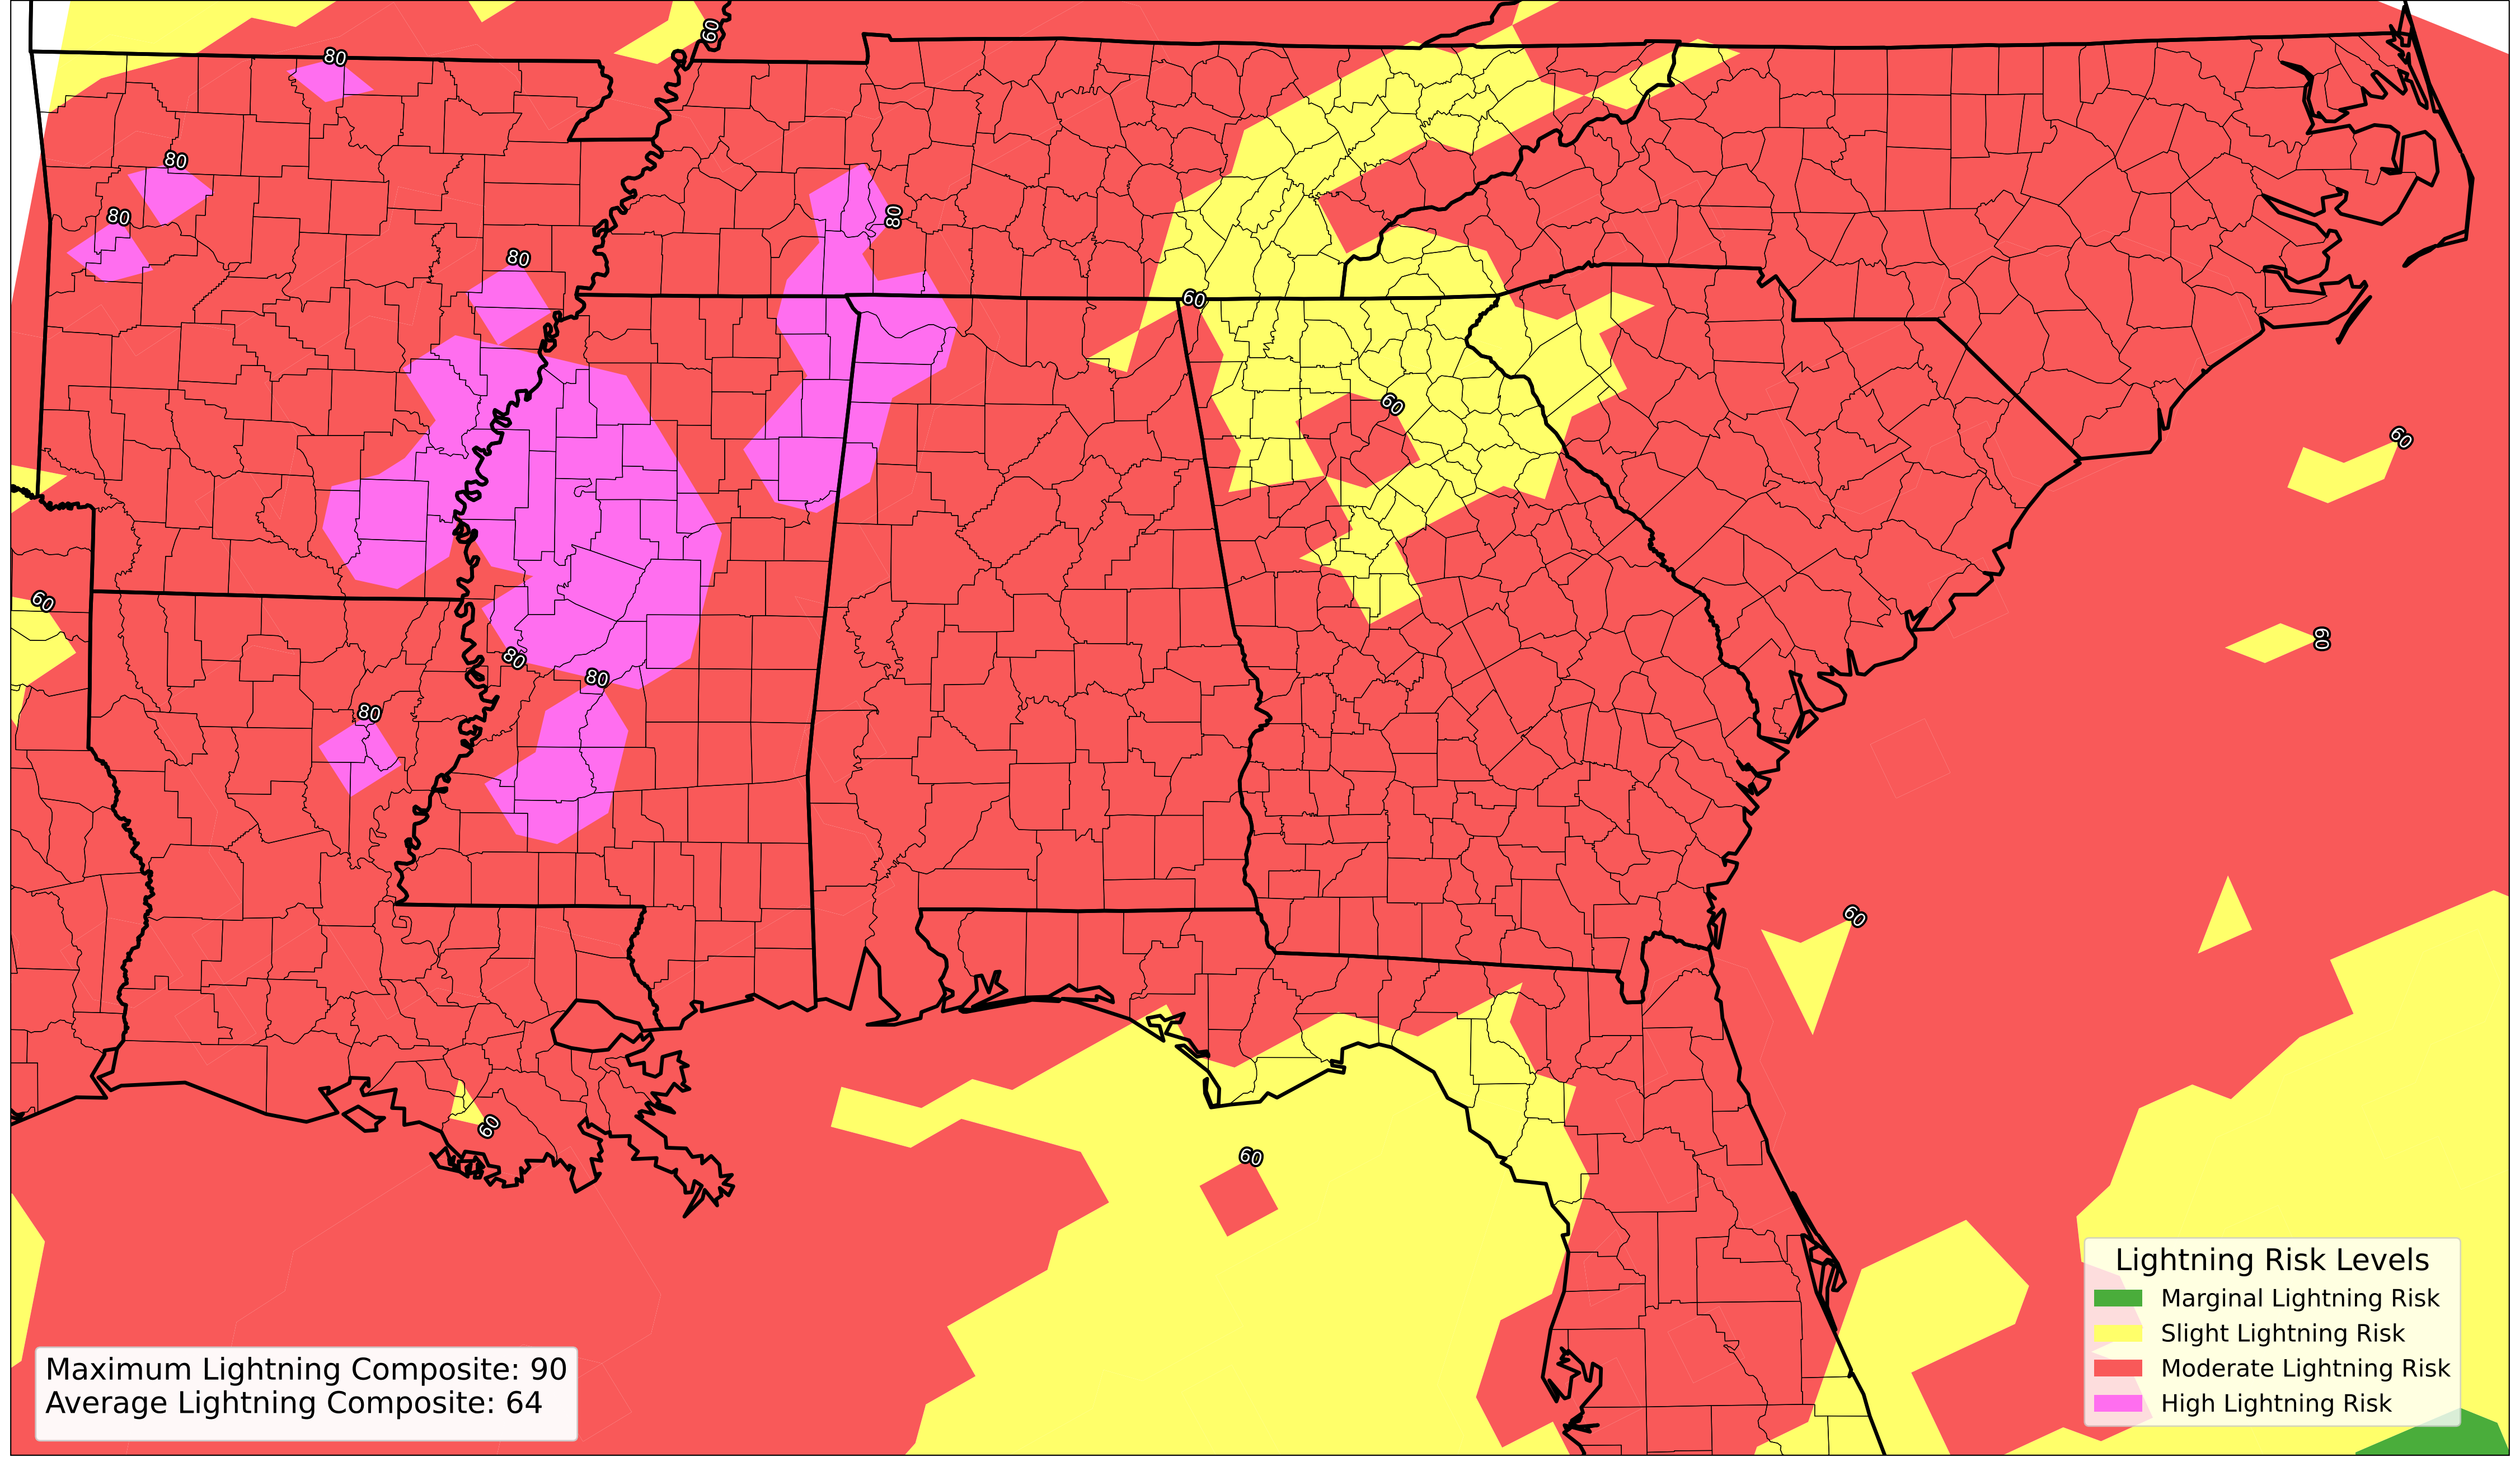 60
80
80
80
80
80
60
60
60
60
80
60
80
80
60
60
60
60
Lightning Risk Levels
Marginal Lightning Risk
Slight Lightning Risk
Moderate Lightning Risk
High Lightning Risk
Maximum Lightning Composite: 90
Average Lightning Composite: 64